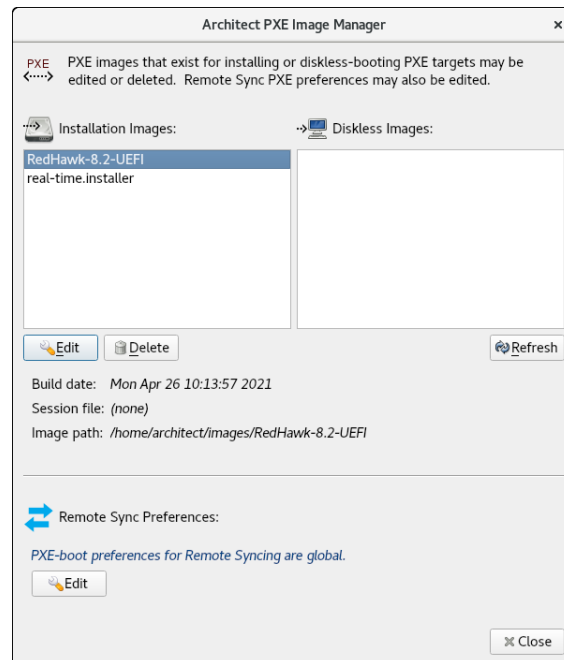 Architect PXE Image Manager ×
PXE
PXE images that exist for installing or diskless-booting PXE targets may be
edited or deleted. Remote Sync PXE preferences may also be edited.
Installation Images: Diskless Images:
RedHawk-8.2-UEFI
real-time.installer
Edit Delete Refresh
Build date: Mon Apr 26 10:13:57 2021
Session file: (none)
Image path: /home/architect/images/RedHawk-8.2-UEFI
Remote Sync Preferences:
PXE-boot preferences for Remote Syncing are global.
Edit
Close